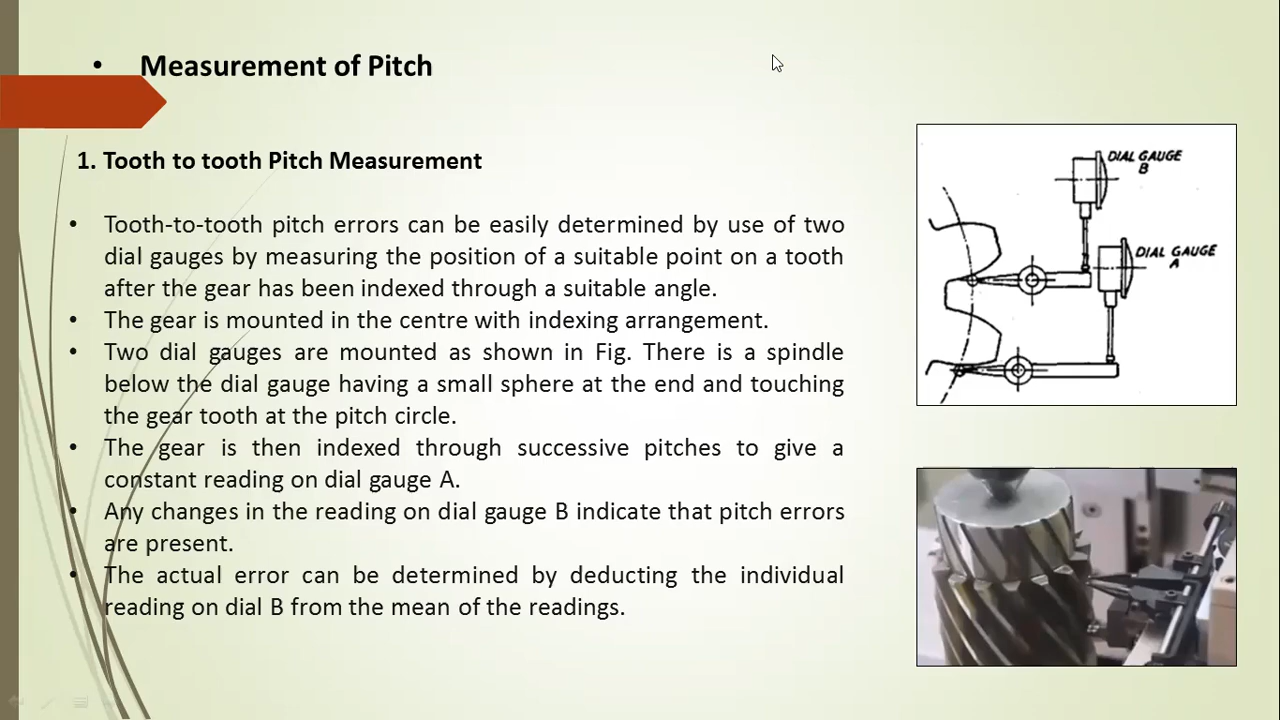 • Measurement of Pitch
1. Tooth to tooth Pitch Measurement
• Tooth-to-tooth pitch errors can be easily determined by use of two
dial gauges by measuring the position of a suitable point on a tooth
after the gear has been indexed through a suitable angle.
• The gear is mounted in the centre with indexing arrangement.
• Two dial gauges are mounted as shown in Fig. There is a spindle
below the dial gauge having a small sphere at the end and touching
the gear tooth at the pitch circle.
• The gear is then indexed through successive pitches to give a
constant reading on dial gauge A.
• Any changes in the reading on dial gauge B indicate that pitch errors
are present.
• The actual error can be determined by deducting the individual
reading on dial B from the mean of the readings.
DIAL GAUGE
B
DIAL GAUGE
A